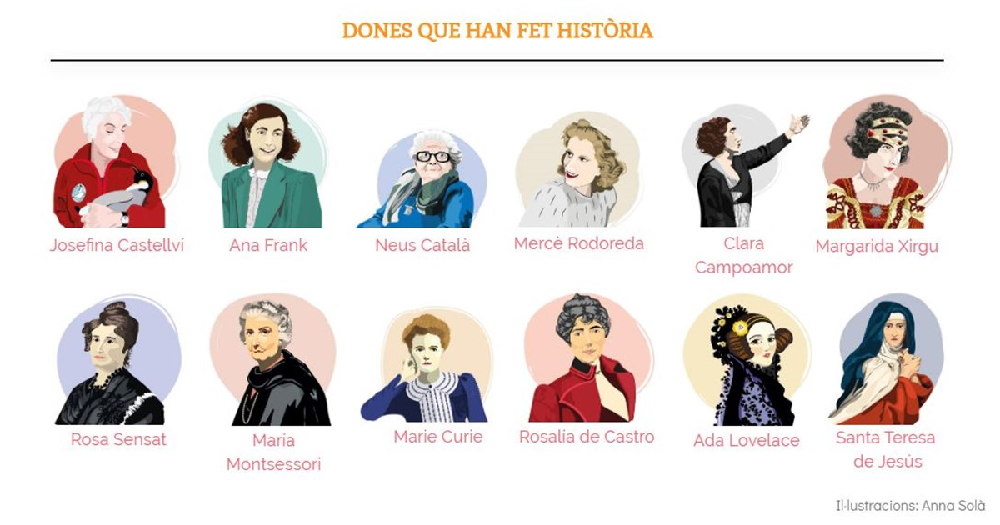 DONES QUE HAN FET HISTÒRIA
Josefina Castellví
Ana Frank
Neus Català
Mercè Rodoreda
Clara
Campoamor
Margarida Xirgu
Rosa Sensat
Maria
Montsessori
Marie Curie
Rosalía de Castro
Ada Lovelace
Santa Teresa
de Jesús
Il·lustracions: Anna Solà